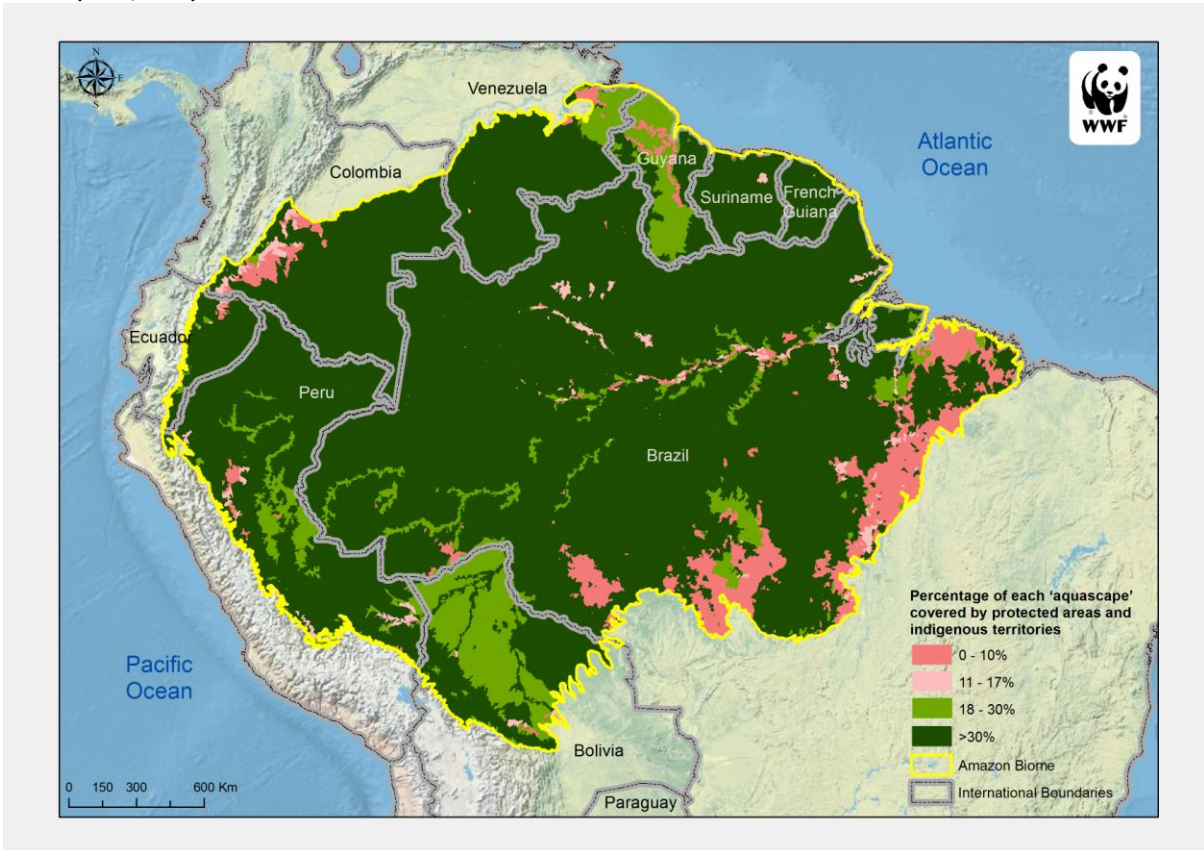 N
W E
S
Venezuela
WWF
Atlantic
Ocean
Colombia
Guyana
Suriname
French
Guiana
Ecuador
Peru
Brazil
Pacific
Ocean
Bolivia
Paraguay
0 150 300 600 Km
Percentage of each 'aquascape'
covered by protected areas and
indigenous territories
0 - 10%
11 - 17%
18 - 30%
>30%
Amazon Biome
International Boundaries